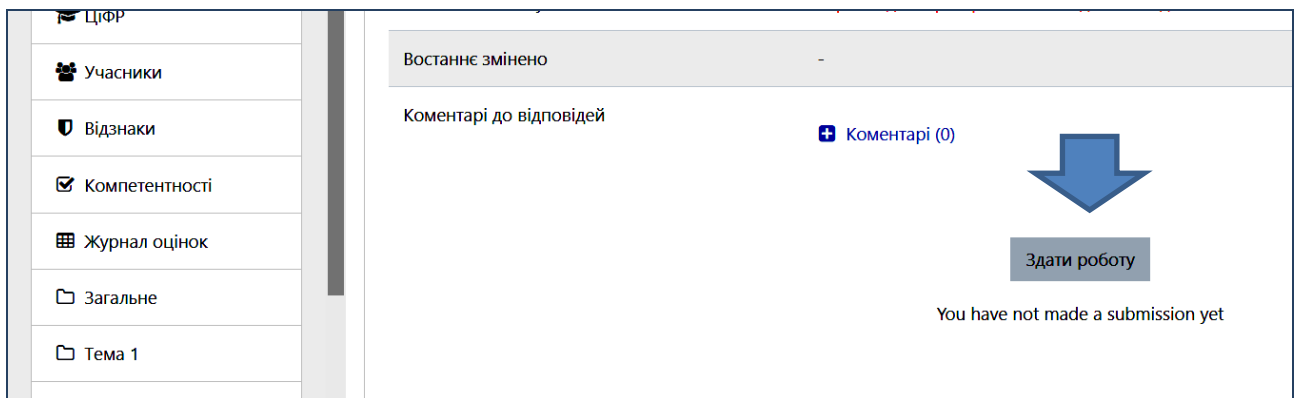 ЦіФР
Учасники
Відзнаки
Компетентності
Журнал оцінок
Загальне
Тема 1
Востаннє змінено -
Коментарі до відповідей
Коментарі (0)
Здати роботу
You have not made a submission yet